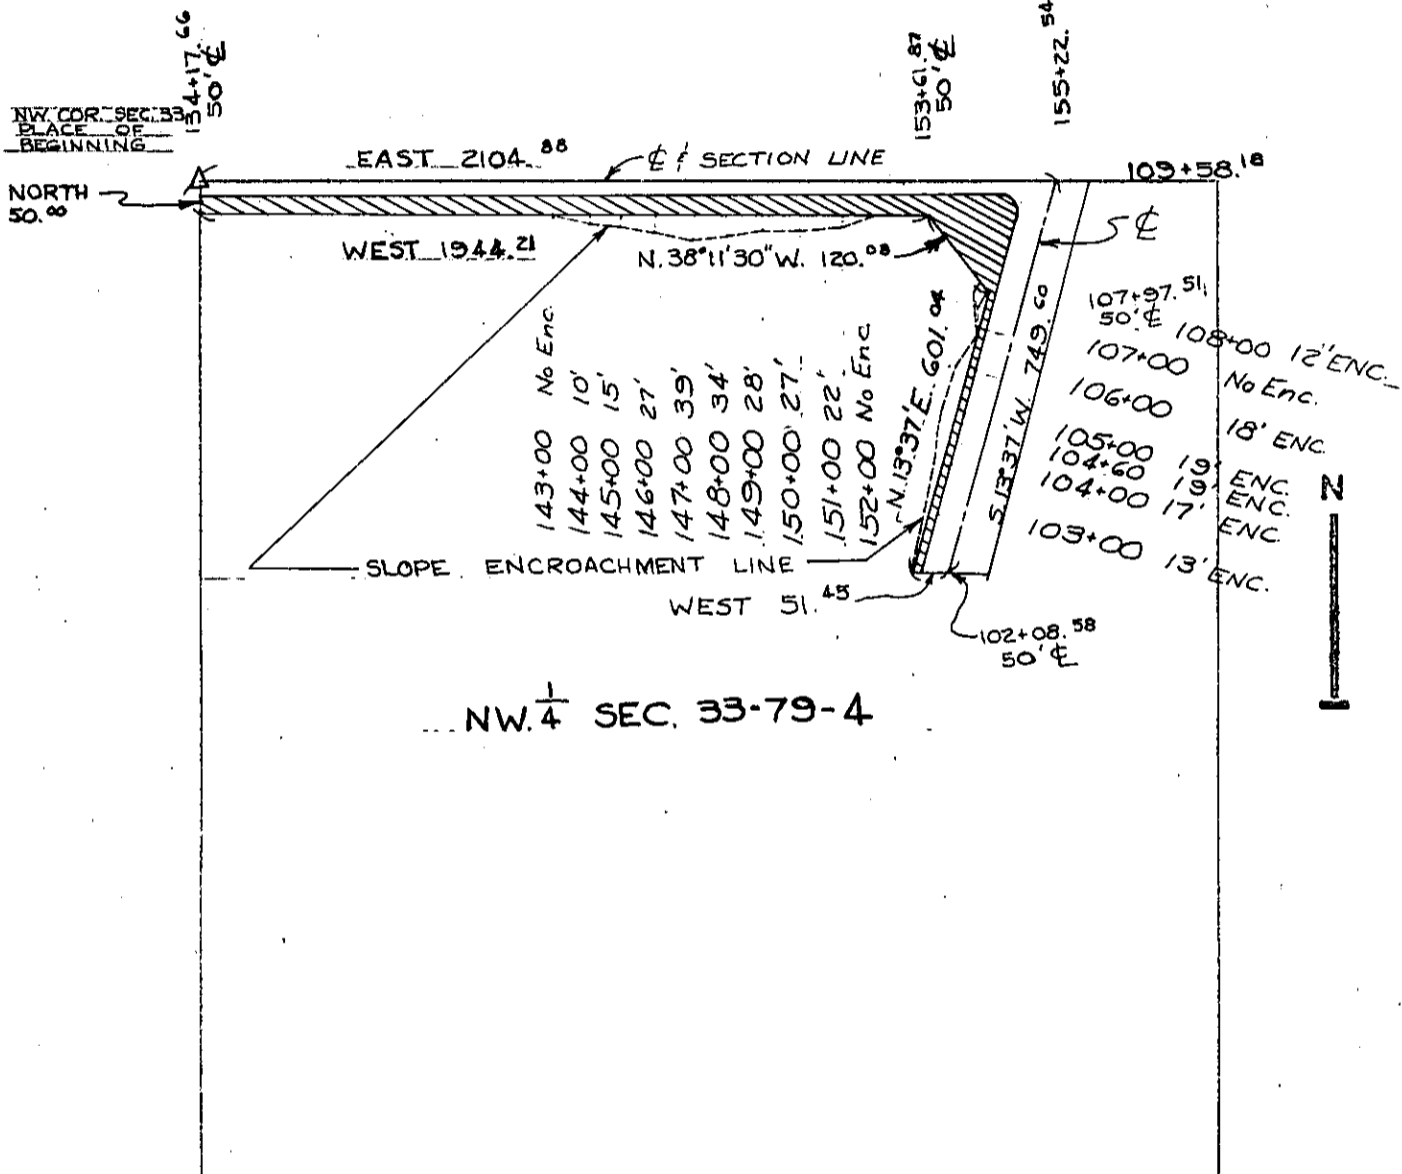 134+17.66
50' ℄
153+61.87
50' ℄
155+22.54
NW. COR. SEC. 33
PLACE OF
BEGINNING
EAST 2104.88
℄ & SECTION LINE
109+58.18
NORTH
50.00
℄
WEST 1944.21
N. 38°11'30" W. 120.08
N. 13°37' E. 601.04
S. 13°37' W. 749.60
107+97.51
50' ℄
108+00 12' ENC.
107+00 No Enc.
106+00 18' ENC.
105+00 19' ENC.
104+60 19' ENC.
104+00 17' ENC.
103+00 13' ENC.
143+00 No Enc.
144+00 10'
145+00 15'
146+00 27'
147+00 39'
148+00 34'
149+00 28'
150+00 27'
151+00 22'
152+00 No Enc
N
SLOPE ENCROACHMENT LINE
WEST 51.45
102+08.58
50' ℄
NW. 1/4 SEC. 33-79-4